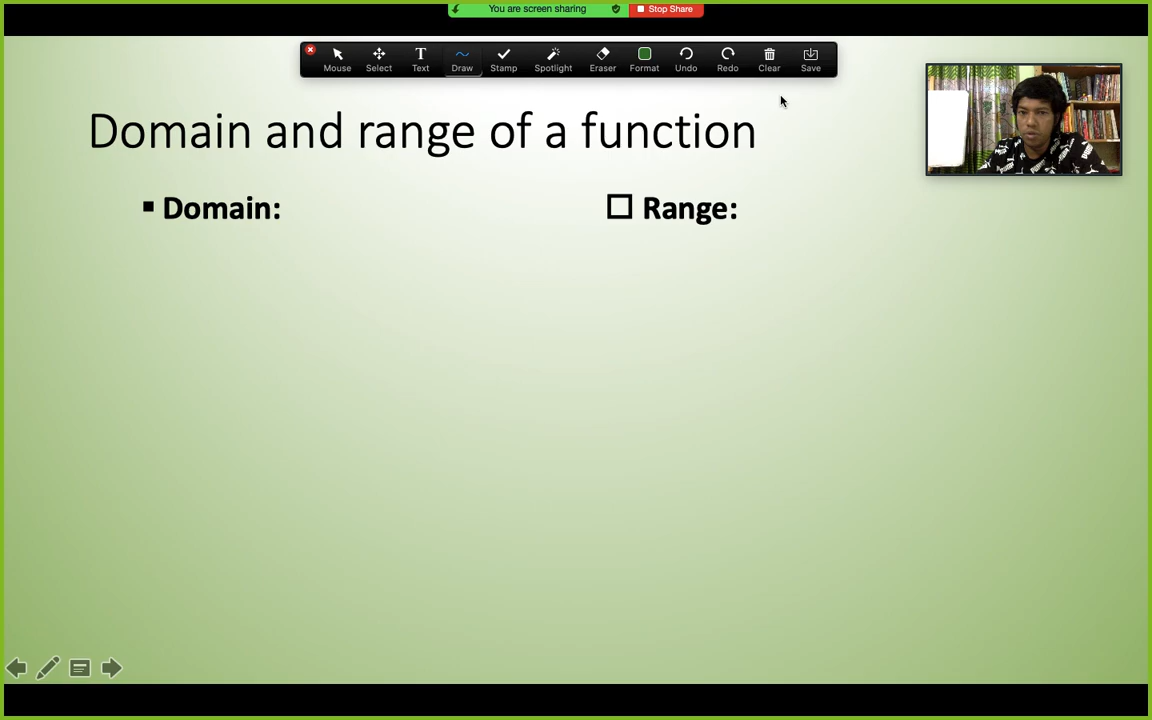 You are screen sharing Stop Share
Mouse Select Text Draw Stamp Spotlight Eraser Format Undo Redo Clear Save
Domain and range of a function
Domain:
Range: